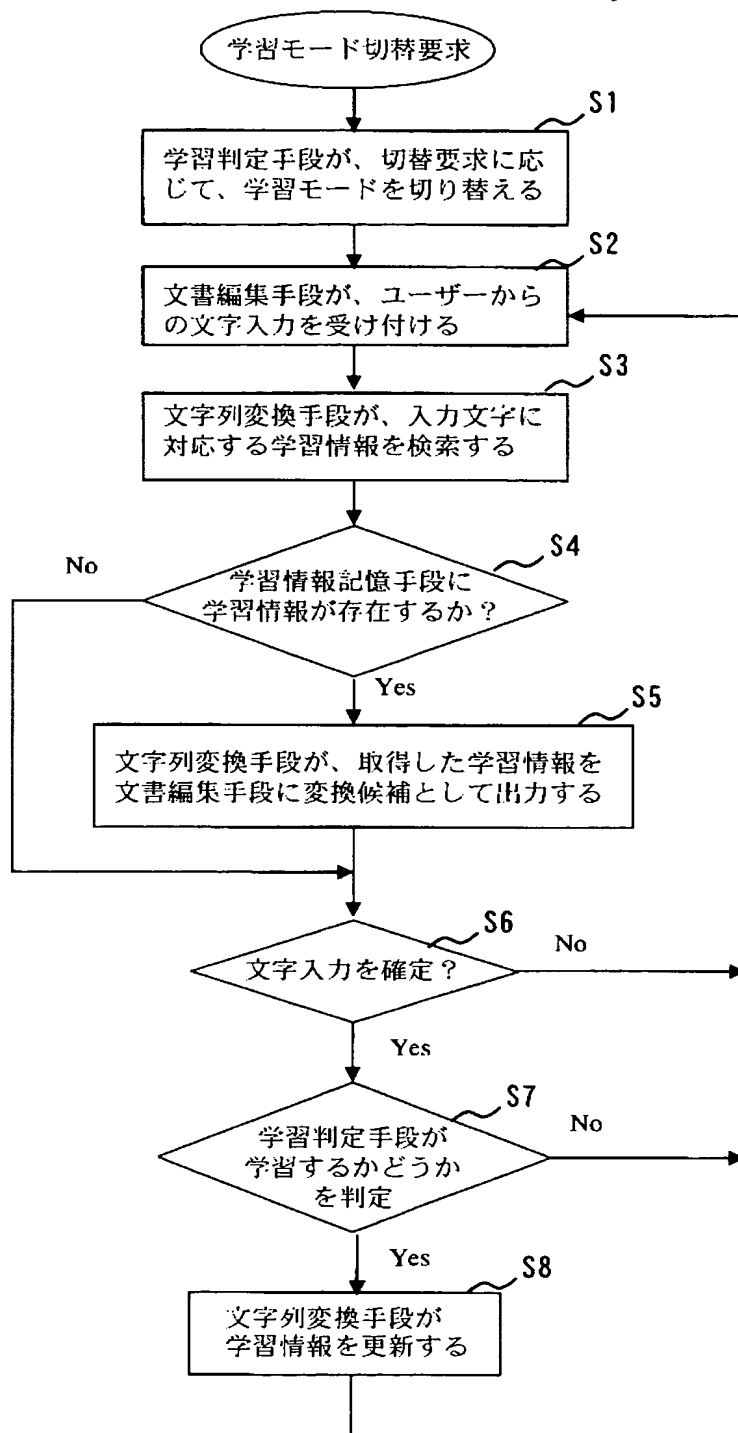 学習モード切替要求
S1
学習判定手段が、切替要求に応
じて、学習モードを切り替える
S2
文書編集手段が、ユーザーから
の文字入力を受け付ける
S3
文字列変換手段が、入力文字に
対応する学習情報を検索する
S4
No
学習情報記憶手段に
学習情報が存在するか？
Yes
S5
文字列変換手段が、取得した学習情報を
文書編集手段に変換候補として出力する
S6
No
文字入力を確定？
Yes
S7
No
学習判定手段が
学習するかどうか
を判定
Yes
S8
文字列変換手段が
学習情報を更新する